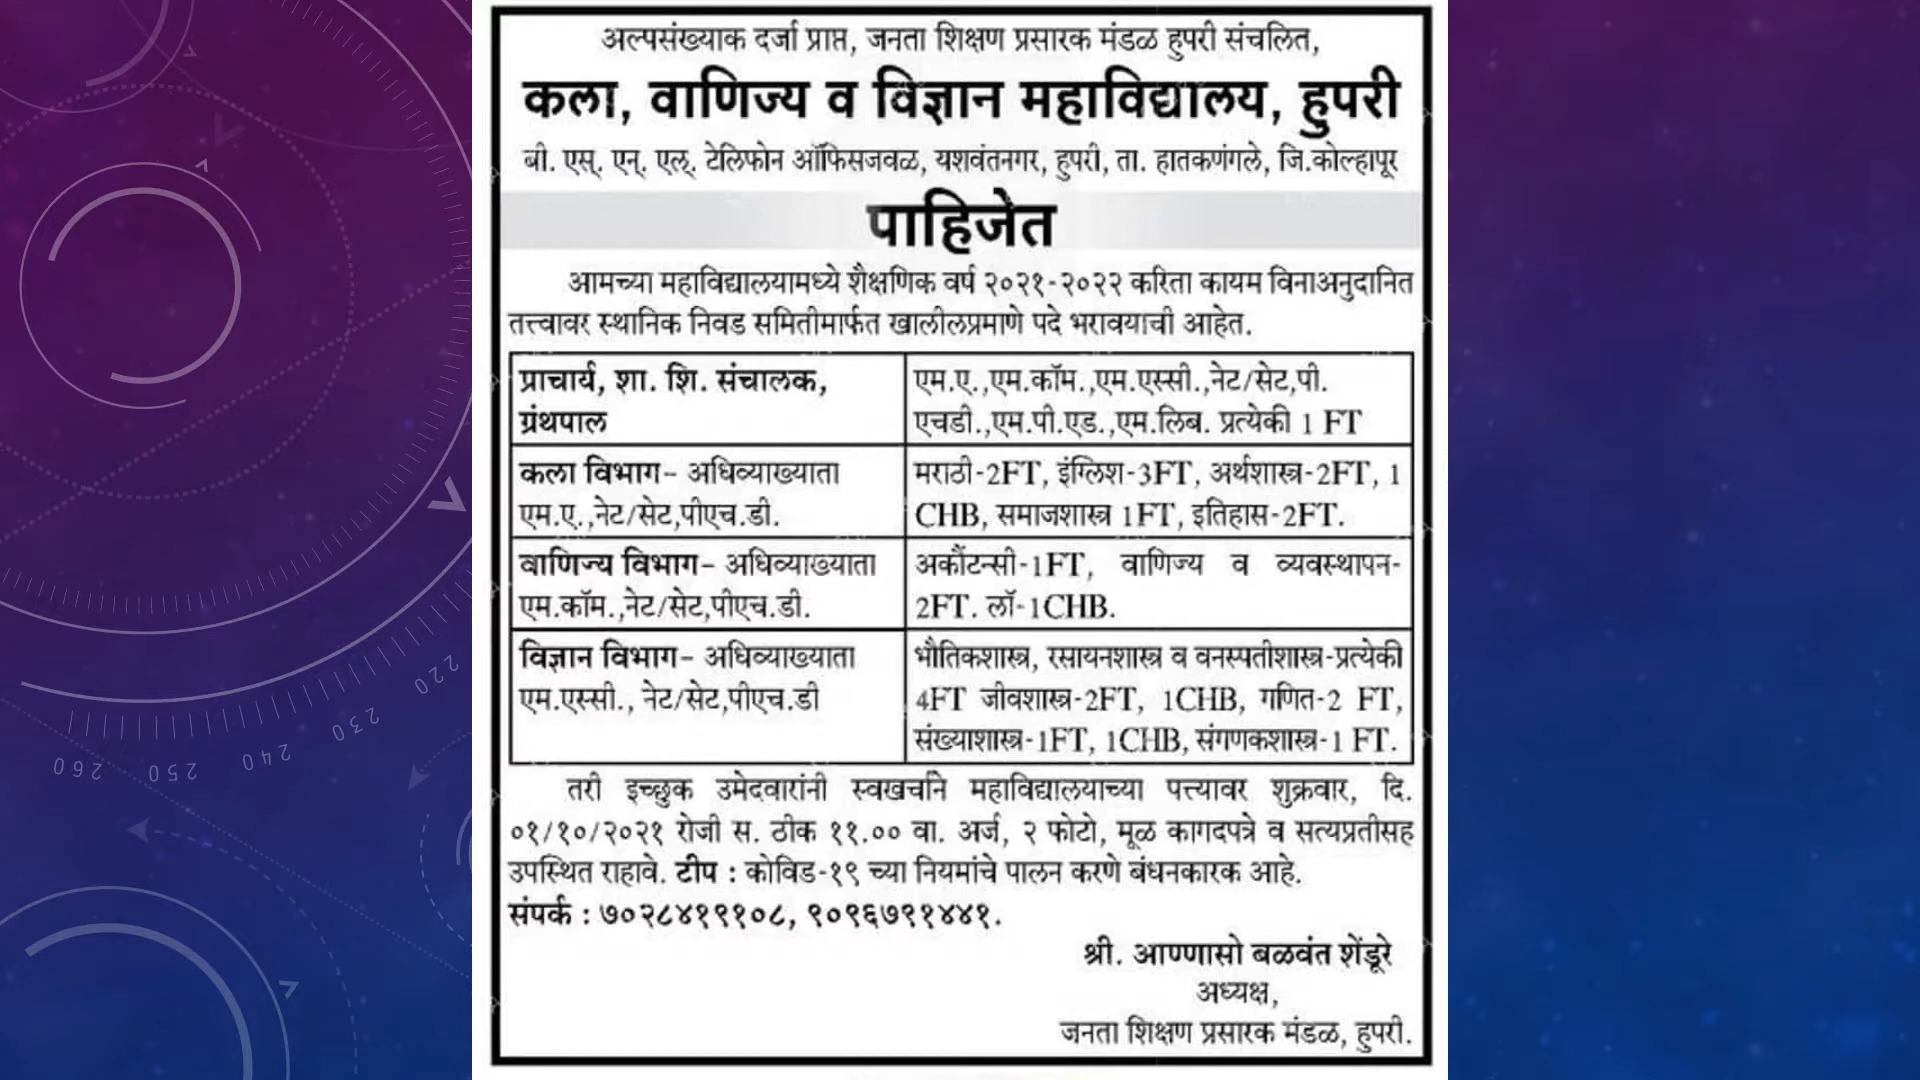 अल्पसंख्याक दर्जा प्राप्त, जनता शिक्षण प्रसारक मंडळ हुपरी संचलित,
कला, वाणिज्य व विज्ञान महाविद्यालय, हुपरी
बी. एस्. एन्. एल्. टेलिफोन ऑफिसजवळ, यशवंतनगर, हुपरी, ता. हातकणंगले, जि.कोल्हापूर
पाहिजेत
आमच्या महाविद्यालयामध्ये शैक्षणिक वर्ष २०२१-२०२२ करिता कायम विनाअनुदानित
तत्त्वावर स्थानिक निवड समितीमार्फत खालीलप्रमाणे पदे भरावयाची आहेत.
प्राचार्य, शा. शि. संचालक,
ग्रंथपाल
एम.ए.,एम.कॉम.,एम.एस्सी.,नेट/सेट,पी.
एचडी.,एम.पी.एड.,एम.लिब. प्रत्येकी 1 FT
कला विभाग- अधिव्याख्याता
एम.ए.,नेट/सेट,पीएच.डी.
मराठी-2FT, इंग्लिश-3FT, अर्थशास्त्र-2FT, 1
CHB, समाजशास्त्र 1FT, इतिहास-2FT.
वाणिज्य विभाग- अधिव्याख्याता
एम.कॉम.,नेट/सेट,पीएच.डी.
अकौंटन्सी-1FT, वाणिज्य व व्यवस्थापन-
2FT. लॉ-1CHB.
विज्ञान विभाग- अधिव्याख्याता
एम.एस्सी., नेट/सेट,पीएच.डी
भौतिकशास्त्र, रसायनशास्त्र व वनस्पतीशास्त्र-प्रत्येकी
4FT जीवशास्त्र-2FT, 1CHB, गणित-2 FT,
संख्याशास्त्र-1FT, 1CHB, संगणकशास्त्र-1 FT.
तरी इच्छुक उमेदवारांनी स्वखर्चाने महाविद्यालयाच्या पत्त्यावर शुक्रवार, दि.
०१/१०/२०२१ रोजी स. ठीक ११.०० वा. अर्ज, २ फोटो, मूळ कागदपत्रे व सत्यप्रतीसह
उपस्थित राहावे. टीप : कोविड-१९ च्या नियमांचे पालन करणे बंधनकारक आहे.
संपर्क : ७०२८४१९१०८, ९०९६७९१४४१.
श्री. आण्णासो बळवंत शेंडूरे
अध्यक्ष,
जनता शिक्षण प्रसारक मंडळ, हुपरी.
220
230
240
250
260